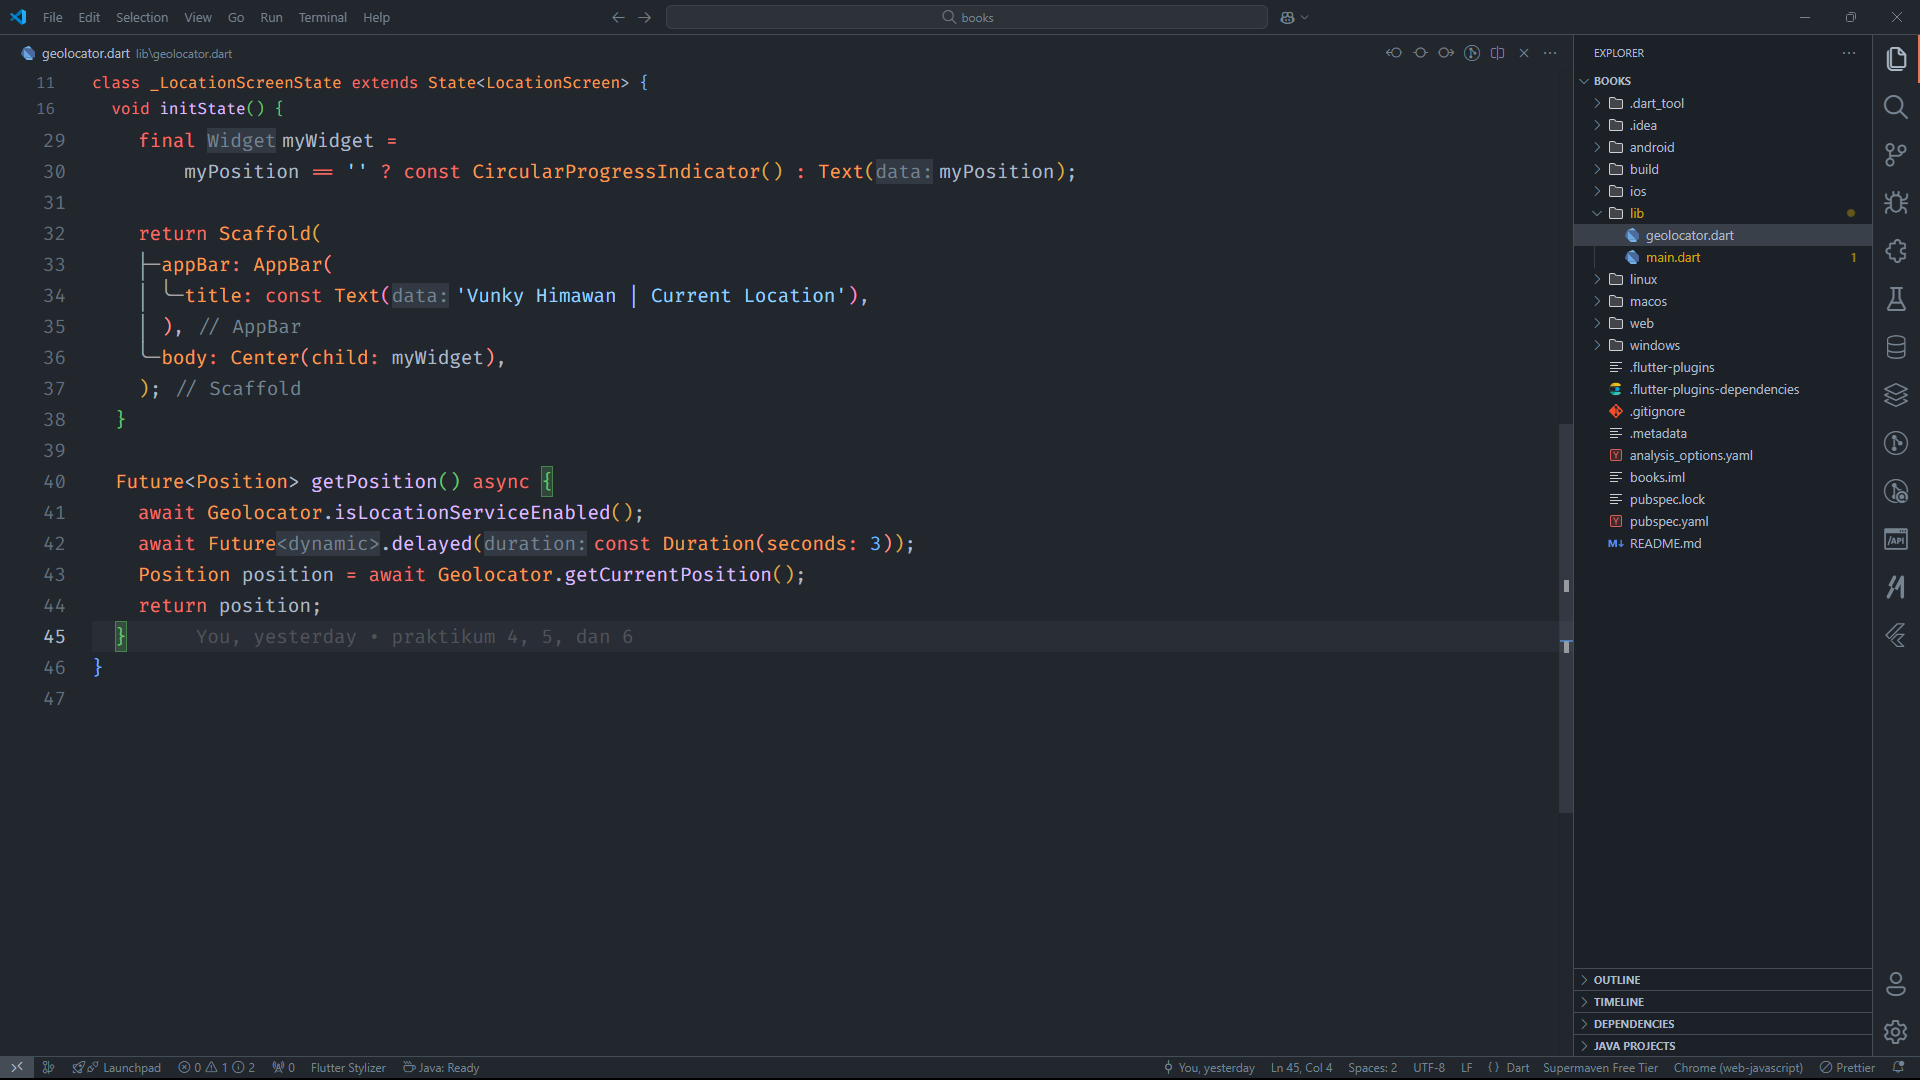 File Edit Selection View Go Run Terminal Help
books
geolocator.dart lib\geolocator.dart
11 class _LocationScreenState extends State<LocationScreen> {
16 void initState() {
29 final Widget myWidget =
30 myPosition == '' ? const CircularProgressIndicator() : Text(data: myPosition);
31
32 return Scaffold(
33 appBar: AppBar(
34 title: const Text(data: 'Vunky Himawan | Current Location'),
35 ), // AppBar
36 body: Center(child: myWidget),
37 ); // Scaffold
38 }
39
40 Future<Position> getPosition() async {
41 await Geolocator.isLocationServiceEnabled();
42 await Future<dynamic>.delayed(duration: const Duration(seconds: 3));
43 Position position = await Geolocator.getCurrentPosition();
44 return position;
45 } You, yesterday • praktikum 4, 5, dan 6
46 }
47
EXPLORER
BOOKS
.dart_tool
.idea
android
build
ios
lib
geolocator.dart
main.dart 1
linux
macos
web
windows
.flutter-plugins
.flutter-plugins-dependencies
.gitignore
.metadata
Y analysis_options.yaml
books.iml
pubspec.lock
Y pubspec.yaml
M↓ README.md
/API
OUTLINE
TIMELINE
DEPENDENCIES
JAVA PROJECTS
Launchpad 0 1 2 0 Flutter Stylizer Java: Ready
You, yesterday Ln 45, Col 4 Spaces: 2 UTF-8 LF { } Dart Supermaven Free Tier Chrome (web-javascript) Prettier